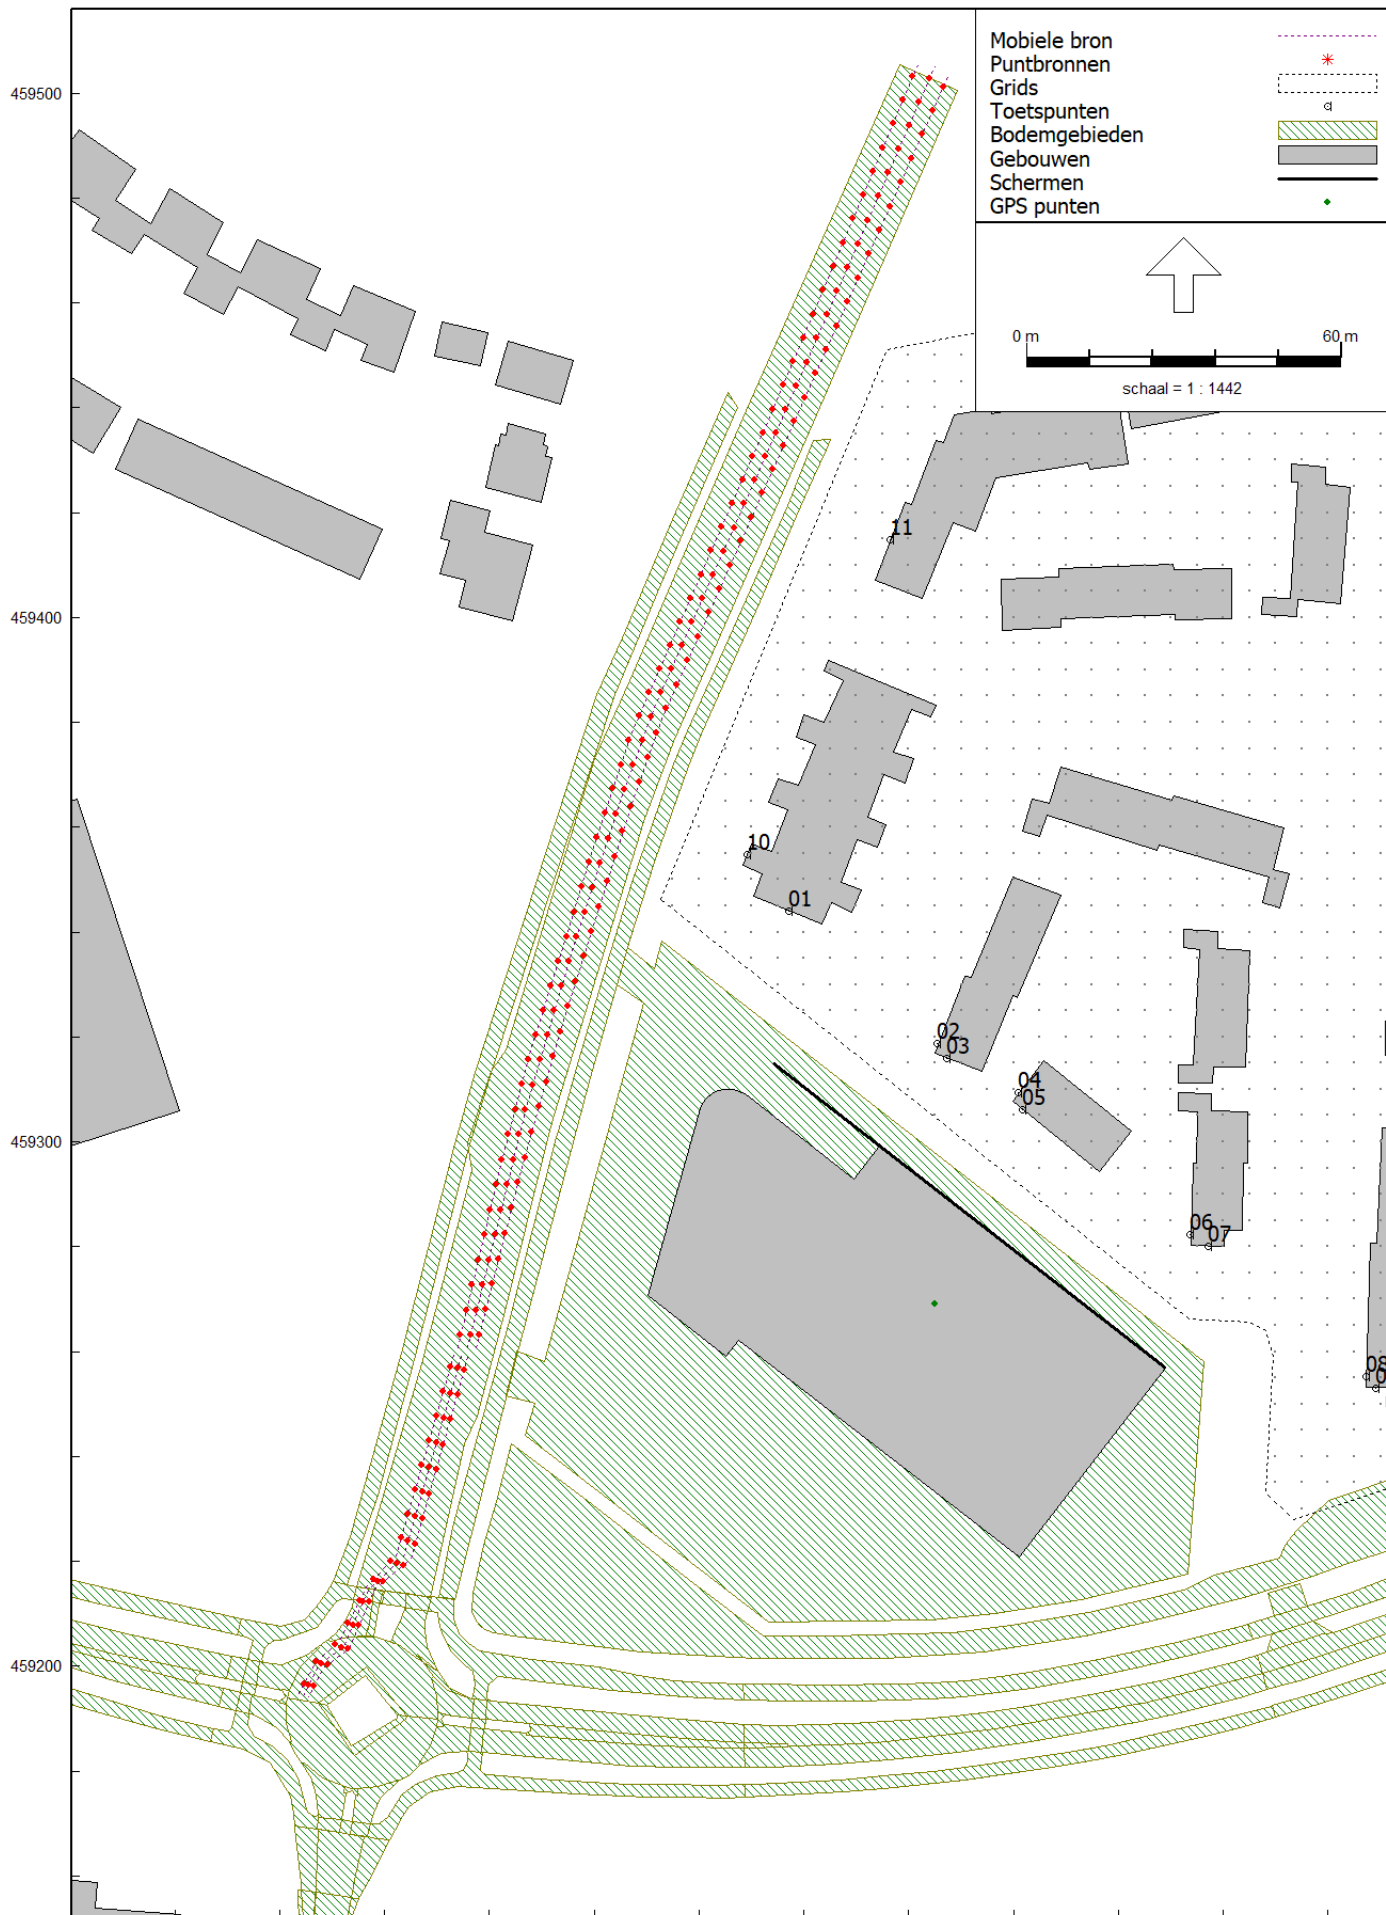 Mobiele bron
Puntbronnen
Grids
Toetspunten
Bodemgebieden
Gebouwen
Schermen
GPS punten
0 m 60 m
schaal = 1 : 1442
459500
459400
459300
459200
11
10
01
02
03
04
05
06
07
08